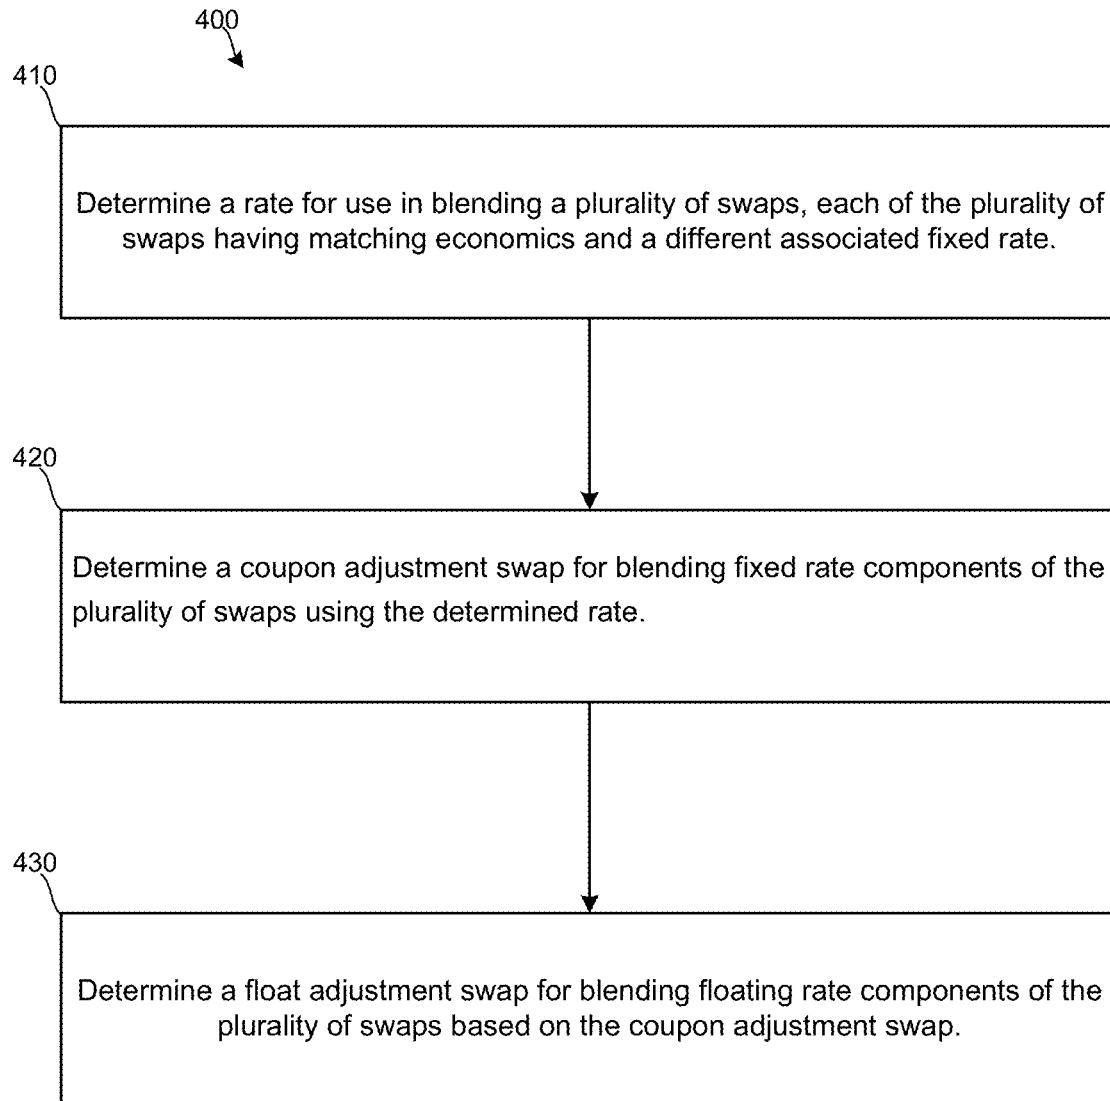 400
410
Determine a rate for use in blending a plurality of swaps, each of the plurality of
swaps having matching economics and a different associated fixed rate.
420
Determine a coupon adjustment swap for blending fixed rate components of the
plurality of swaps using the determined rate.
430
Determine a float adjustment swap for blending floating rate components of the
plurality of swaps based on the coupon adjustment swap.